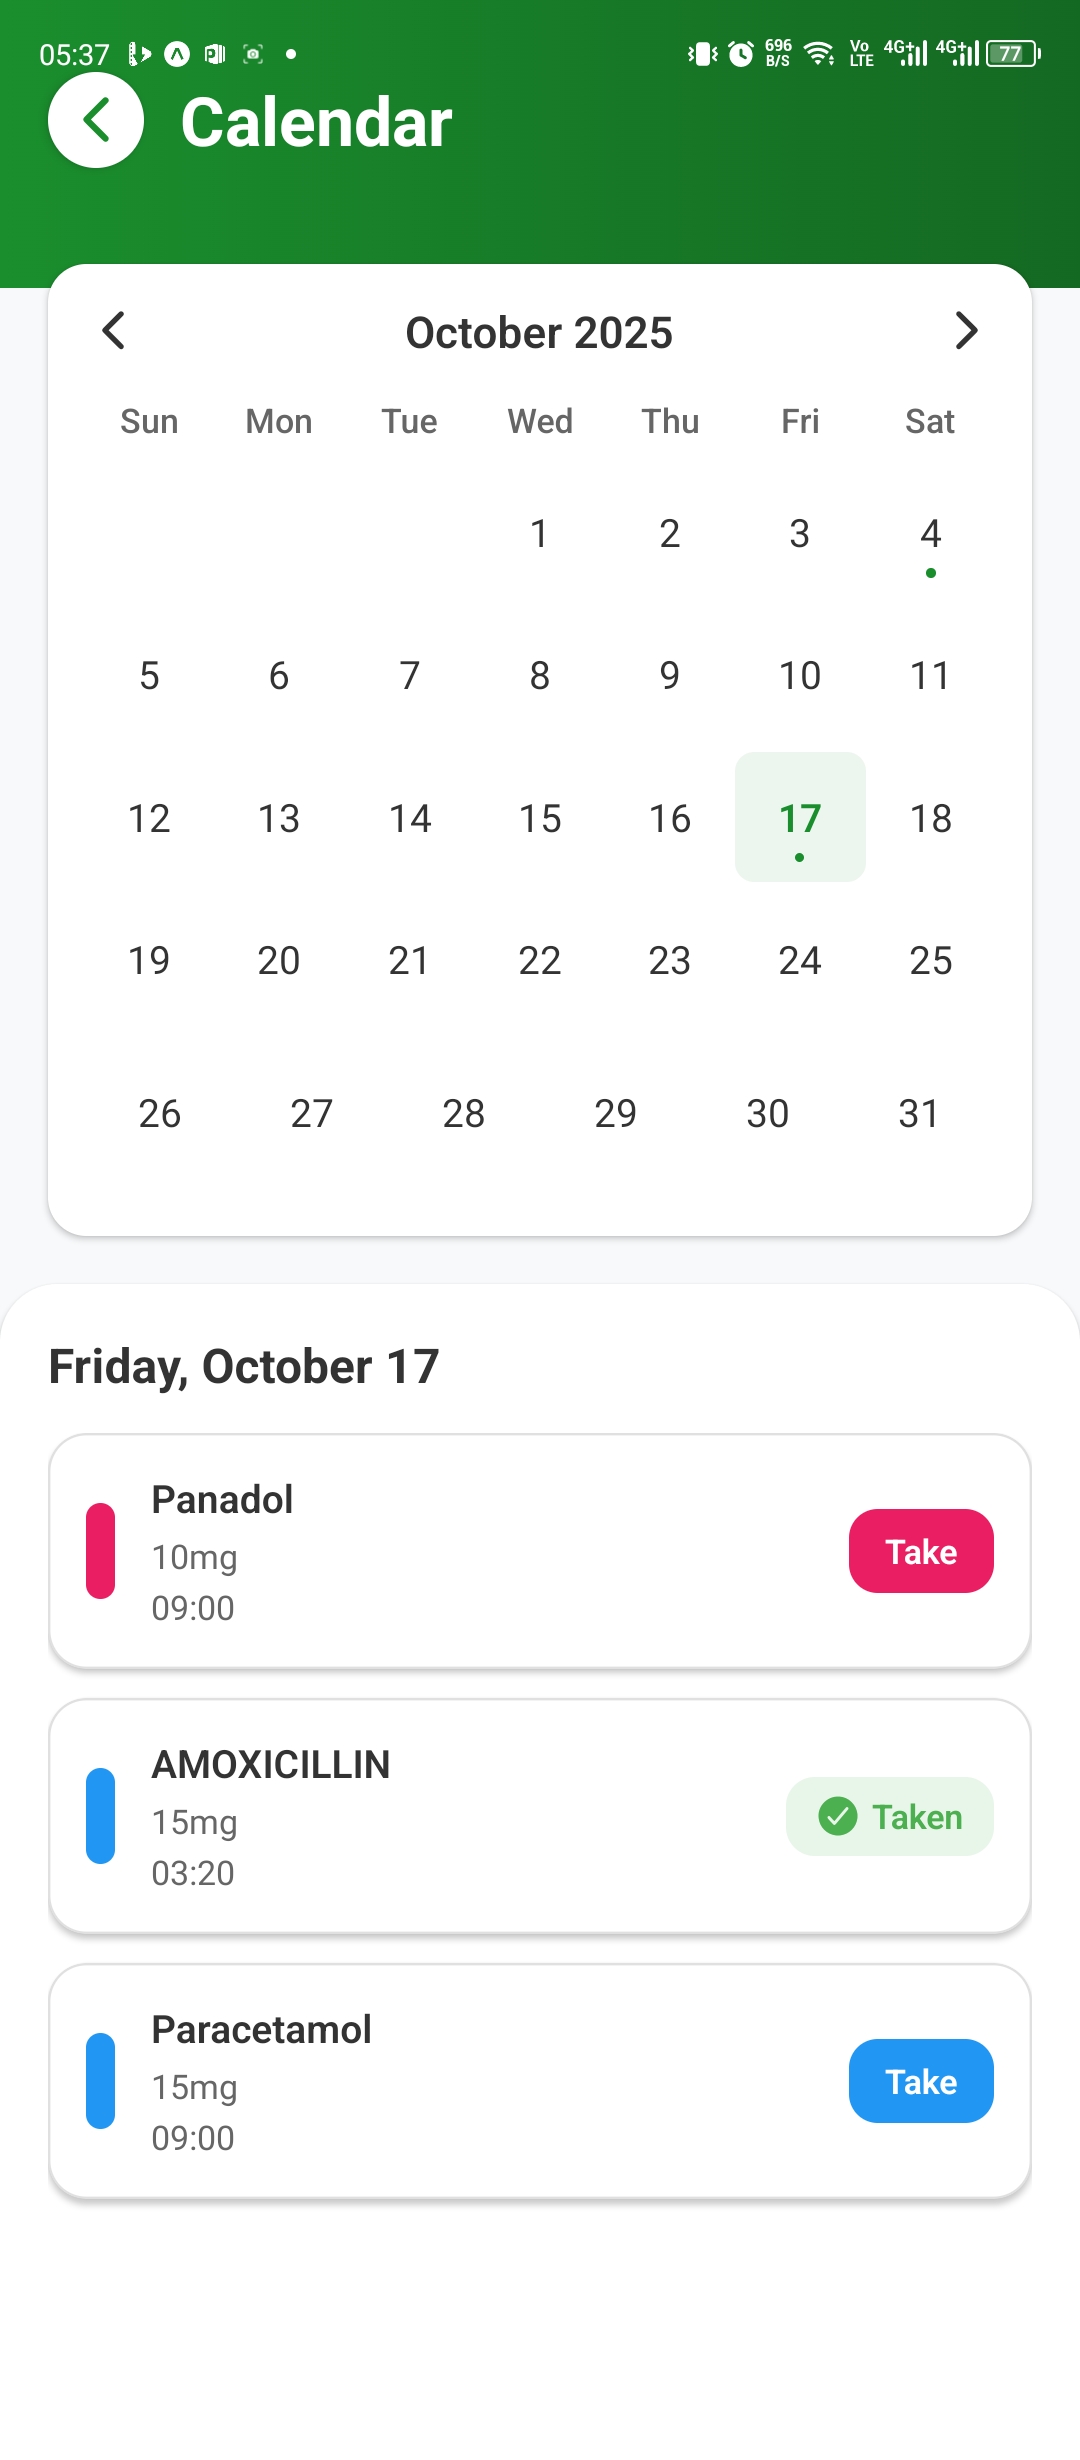 05:37 696 B/S Vo LTE 4G+ 4G+ 77
Calendar
October 2025
Sun Mon Tue Wed Thu Fri Sat
1 2 3 4
5 6 7 8 9 10 11
12 13 14 15 16 17 18
19 20 21 22 23 24 25
26 27 28 29 30 31
Friday, October 17
Panadol
10mg
09:00
Take
AMOXICILLIN
15mg
03:20
Taken
Paracetamol
15mg
09:00
Take